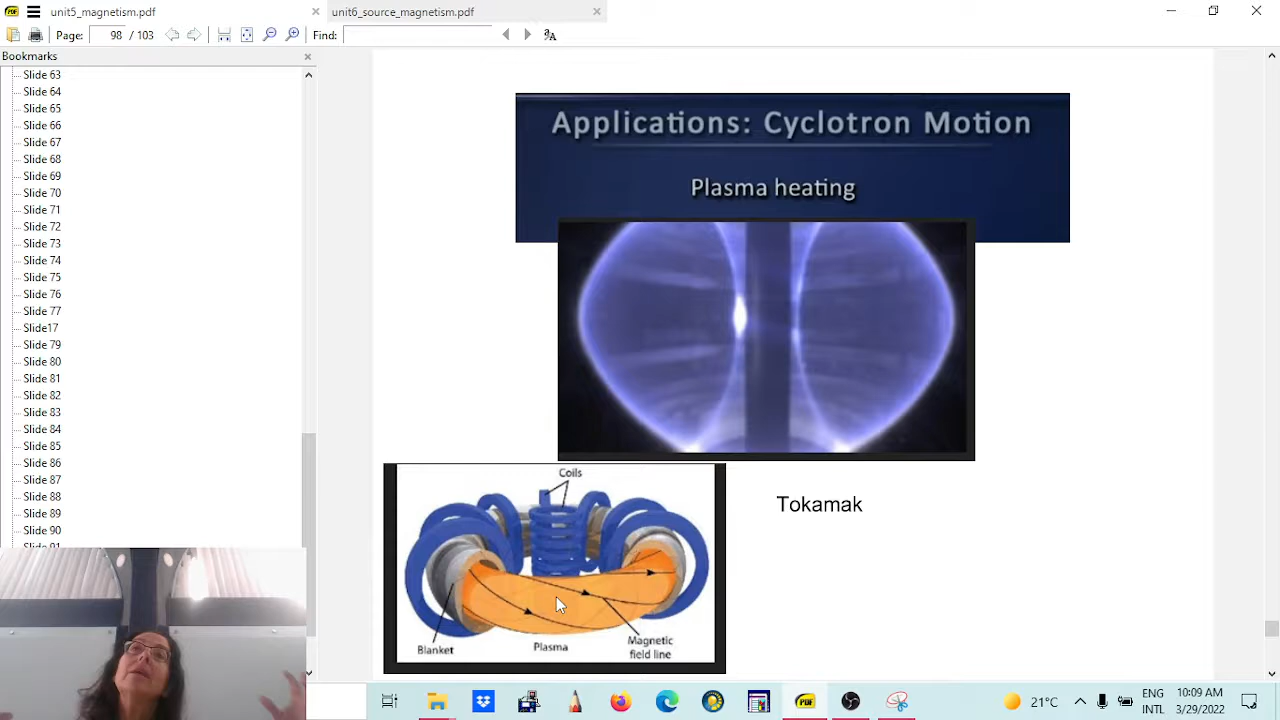 unit5_magnetism.pdf
unit6_source_magnetism.pdf
Page: 98 / 103
Find:
Bookmarks
Slide 63
Slide 64
Slide 65
Slide 66
Slide 67
Slide 68
Slide 69
Slide 70
Slide 71
Slide 72
Slide 73
Slide 74
Slide 75
Slide 76
Slide 77
Slide17
Slide 79
Slide 80
Slide 81
Slide 82
Slide 83
Slide 84
Slide 85
Slide 86
Slide 87
Slide 88
Slide 89
Slide 90
Slide 91
Applications: Cyclotron Motion
Plasma heating
Coils
Tokamak
Blanket
Plasma
Magnetic
field line
21°C
ENG
INTL
10:09 AM
3/29/2022